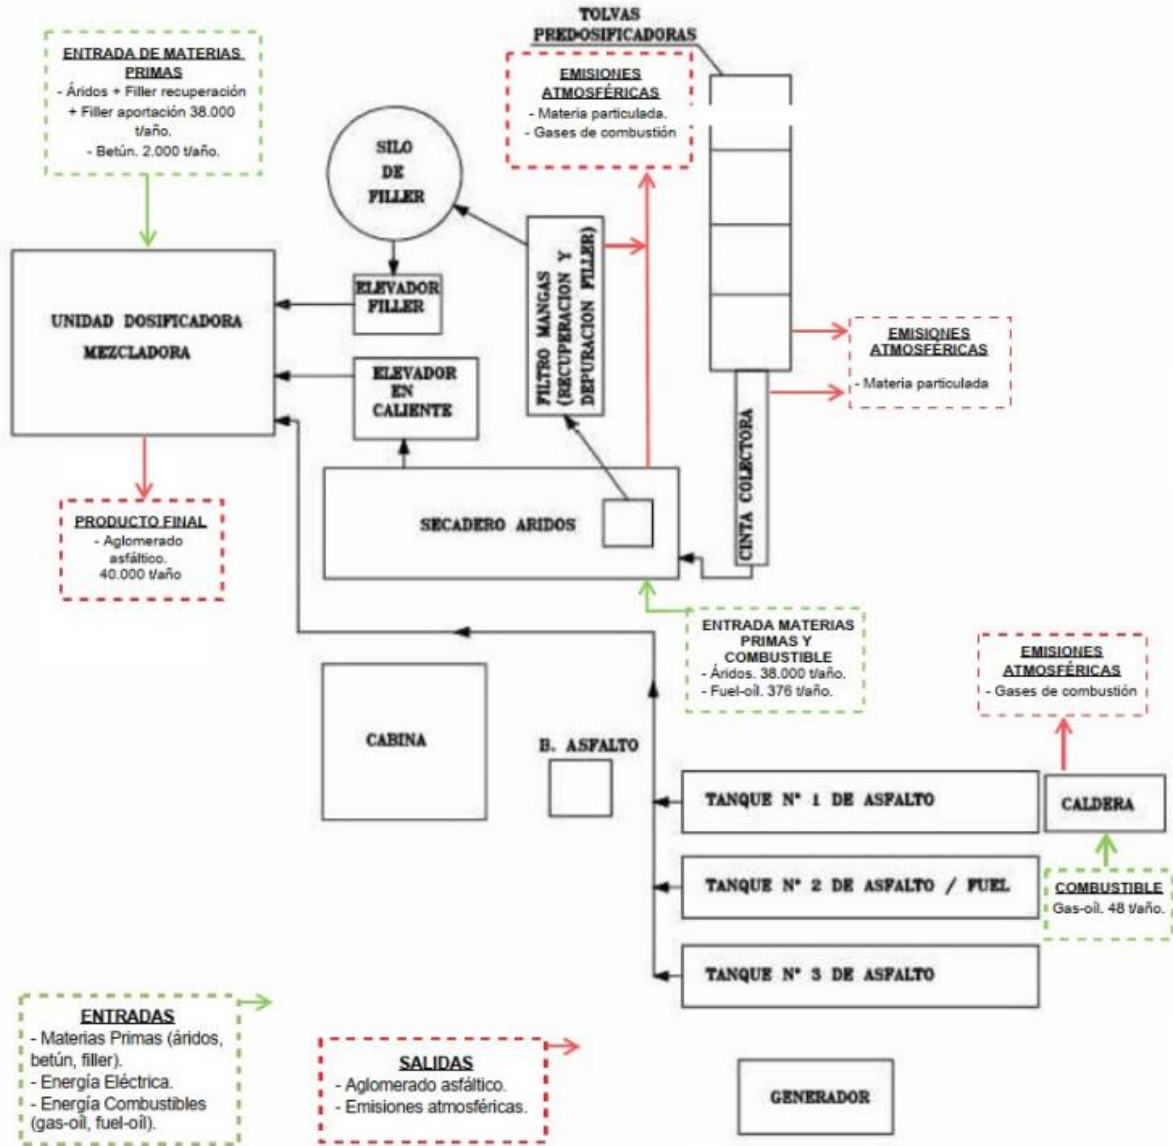 TOLVAS
PREDOSIFICADORAS
ENTRADA DE MATERIAS
PRIMAS
- Áridos + Filler recuperación
+ Filler aportación 38.000
t/año.
- Betún. 2.000 t/año.
EMISIONES
ATMOSFÉRICAS
- Materia particulada.
- Gases de combustión
SILO
DE
FILLER
FILTRO MANGAS
(RECUPERACION Y
DEPURACION FILLER)
ELEVADOR
FILLER
UNIDAD DOSIFICADORA
MEZCLADORA
ELEVADOR
EN
CALIENTE
EMISIONES
ATMOSFÉRICAS
- Materia particulada
CINTA COLECTORA
PRODUCTO FINAL
- Aglomerado
asfáltico.
40.000 t/año
SECADERO ARIDOS
ENTRADA MATERIAS
PRIMAS Y
COMBUSTIBLE
- Áridos. 38.000 t/año.
- Fuel-oíl. 376 t/año.
EMISIONES
ATMOSFÉRICAS
- Gases de combustión
CABINA
B. ASFALTO
TANQUE Nº 1 DE ASFALTO
CALDERA
TANQUE Nº 2 DE ASFALTO / FUEL
COMBUSTIBLE
Gas-oíl. 48 t/año.
TANQUE Nº 3 DE ASFALTO
ENTRADAS
- Materias Primas (áridos,
betún, filler).
- Energía Eléctrica.
- Energía Combustibles
(gas-oíl, fuel-oíl).
SALIDAS
- Aglomerado asfáltico.
- Emisiones atmosféricas.
GENERADOR